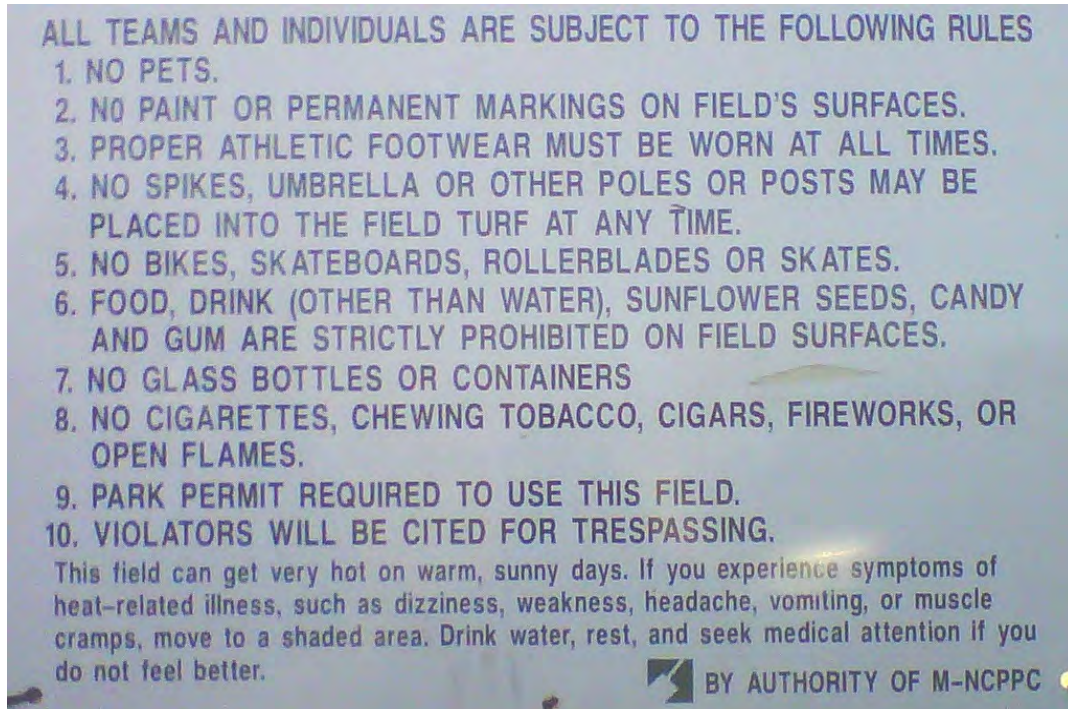 ALL TEAMS AND INDIVIDUALS ARE SUBJECT TO THE FOLLOWING RULES
1. NO PETS.
2. NO PAINT OR PERMANENT MARKINGS ON FIELD'S SURFACES.
3. PROPER ATHLETIC FOOTWEAR MUST BE WORN AT ALL TIMES.
4. NO SPIKES, UMBRELLA OR OTHER POLES OR POSTS MAY BE
PLACED INTO THE FIELD TURF AT ANY TIME.
5. NO BIKES, SKATEBOARDS, ROLLERBLADES OR SKATES.
6. FOOD, DRINK (OTHER THAN WATER), SUNFLOWER SEEDS, CANDY
AND GUM ARE STRICTLY PROHIBITED ON FIELD SURFACES.
7. NO GLASS BOTTLES OR CONTAINERS
8. NO CIGARETTES, CHEWING TOBACCO, CIGARS, FIREWORKS, OR
OPEN FLAMES.
9. PARK PERMIT REQUIRED TO USE THIS FIELD.
10. VIOLATORS WILL BE CITED FOR TRESPASSING.
This field can get very hot on warm, sunny days. If you experience symptoms of
heat-related illness, such as dizziness, weakness, headache, vomiting, or muscle
cramps, move to a shaded area. Drink water, rest, and seek medical attention if you
do not feel better.
BY AUTHORITY OF M-NCPPC